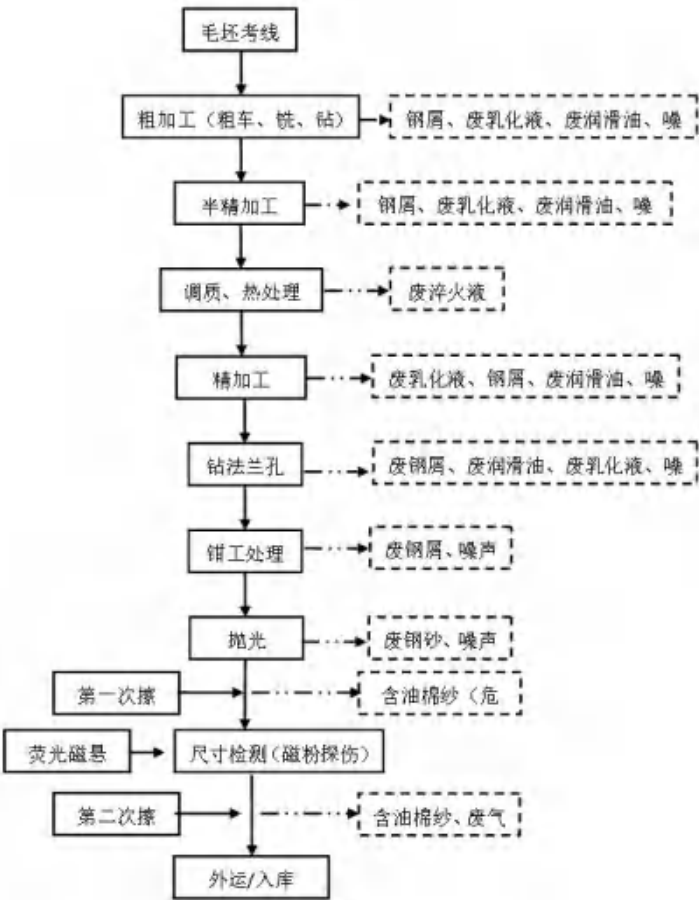 毛坯考线
粗加工（粗车、铣、钻）
钢屑、废乳化液、废润滑油、噪
半精加工
钢屑、废乳化液、废润滑油、噪
调质、热处理
废淬火液
精加工
废乳化液、钢屑、废润滑油、噪
钻法兰孔
废钢屑、废润滑油、废乳化液、噪
钳工处理
废钢屑、噪声
抛光
废钢砂、噪声
第一次擦
含油棉纱（危
荧光磁悬
尺寸检测（磁粉探伤）
第二次擦
含油棉纱、废气
外运/入库